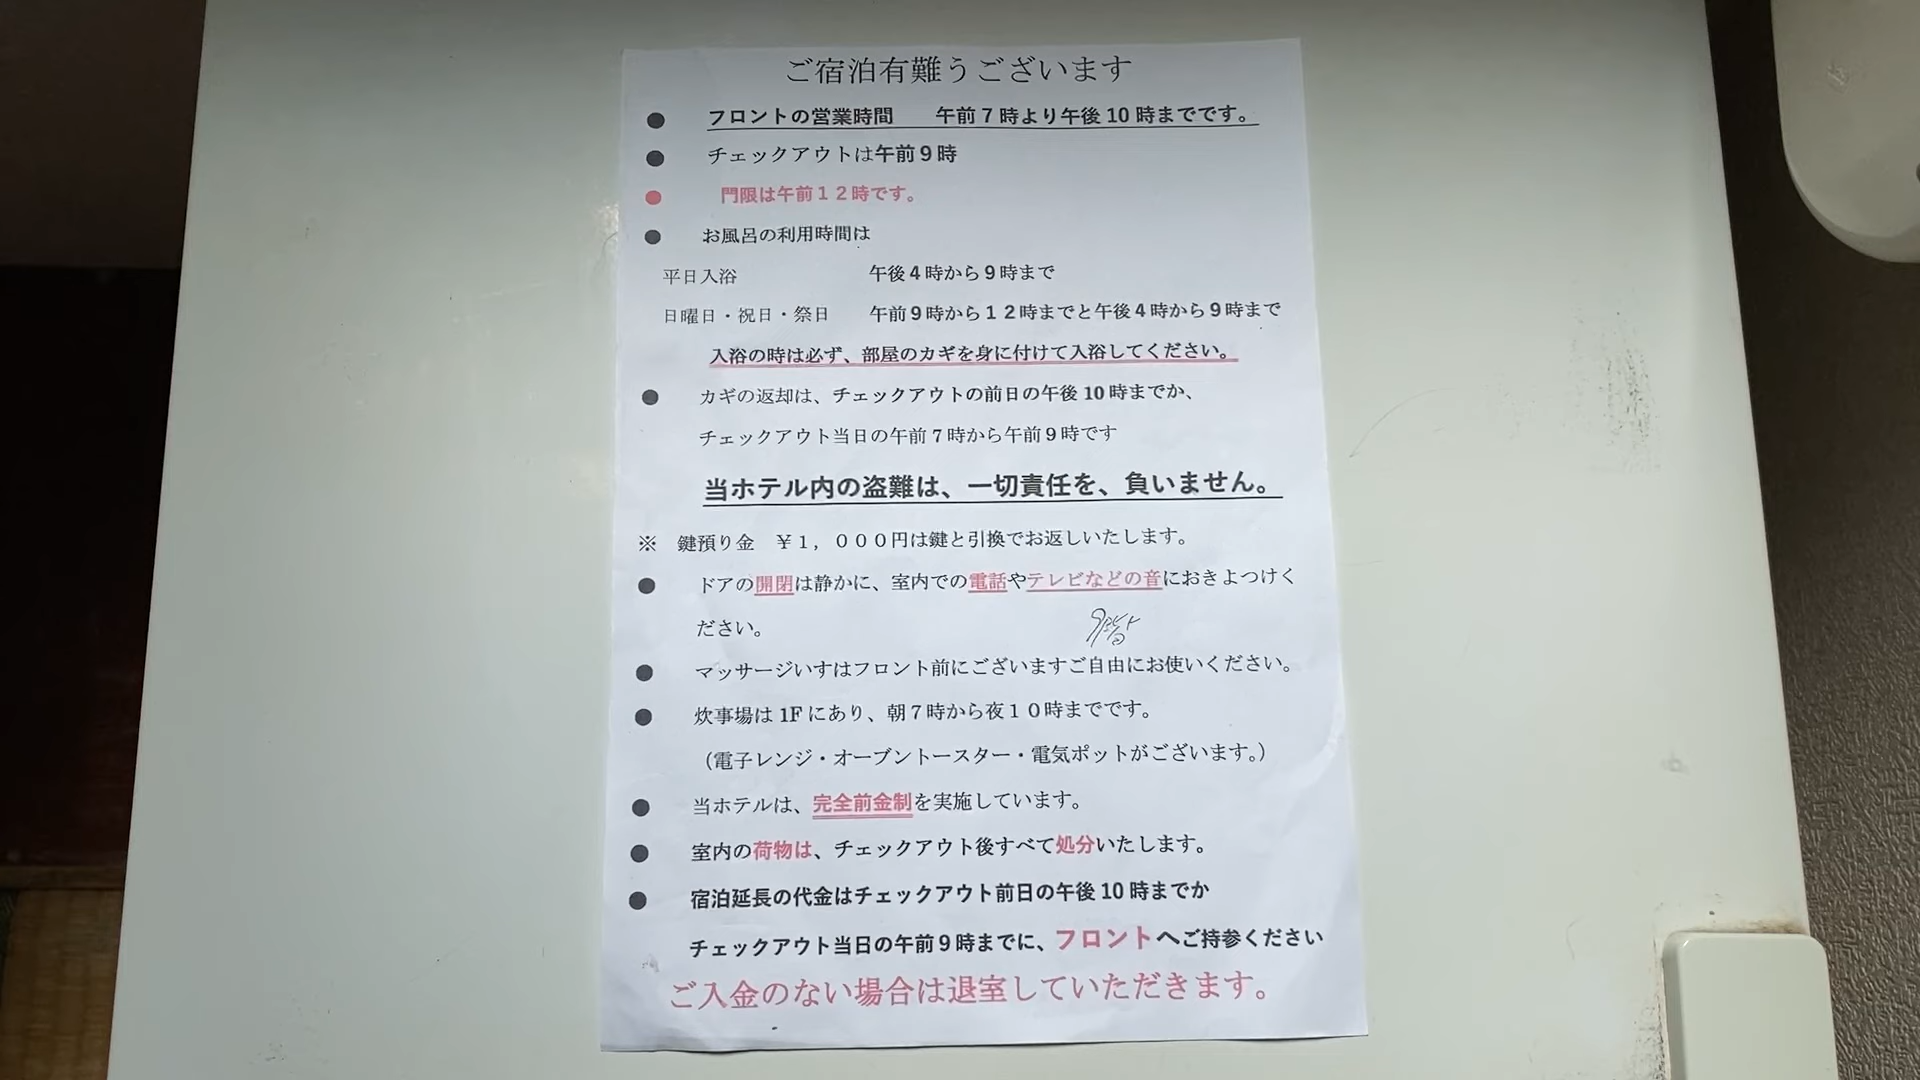 ご宿泊有難うございます
● フロントの営業時間　　午前7時より午後10時までです。
● チェックアウトは午前9時
● 門限は午前12時です。
● お風呂の利用時間は
平日入浴　　午後4時から9時まで
日曜日・祝日・祭日　　午前9時から12時までと午後4時から9時まで
入浴の時は必ず、部屋のカギを身に付けて入浴してください。
● カギの返却は、チェックアウトの前日の午後10時までか、
チェックアウト当日の午前7時から午前9時です
当ホテル内の盗難は、一切責任を、負いません。
※　鍵預り金　¥1，000円は鍵と引換でお返しいたします。
● ドアの開閉は静かに、室内での電話やテレビなどの音におきよつけく
ださい。
● マッサージいすはフロント前にございますご自由にお使いください。
● 炊事場は1Fにあり、朝7時から夜10時までです。
（電子レンジ・オーブントースター・電気ポットがございます。）
● 当ホテルは、完全前金制を実施しています。
● 室内の荷物は、チェックアウト後すべて処分いたします。
● 宿泊延長の代金はチェックアウト前日の午後10時までか
チェックアウト当日の午前9時までに、フロントへご持参ください
ご入金のない場合は退室していただきます。